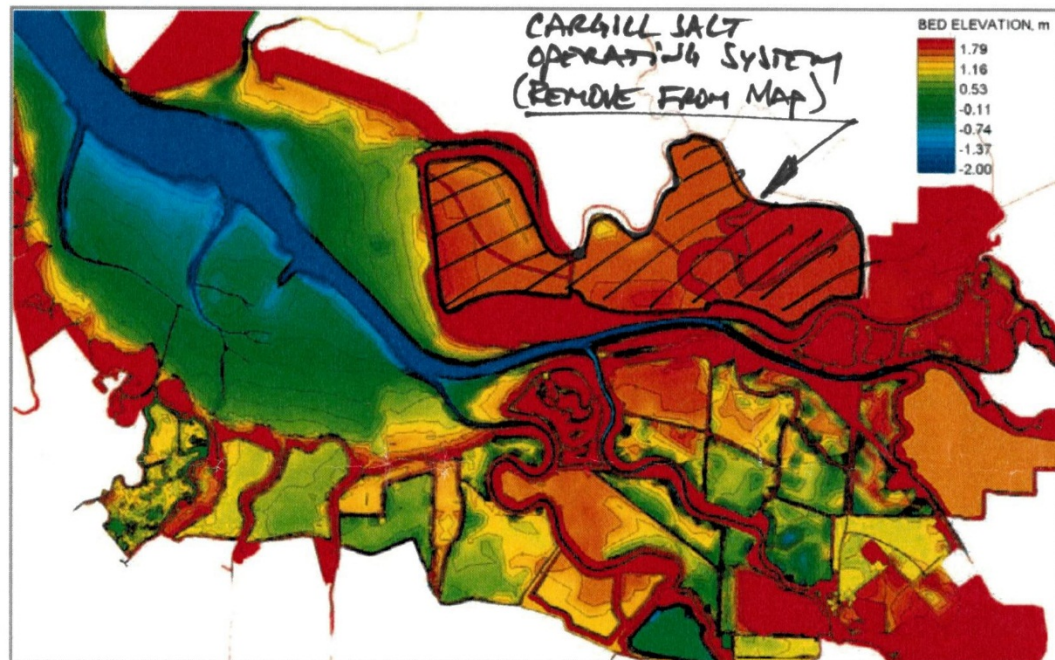 CARGILL SALT
OPERATING SYSTEM
(REMOVE FROM MAP)
BED ELEVATION, m
1.79
1.16
0.53
-0.11
-0.74
-1.37
-2.00